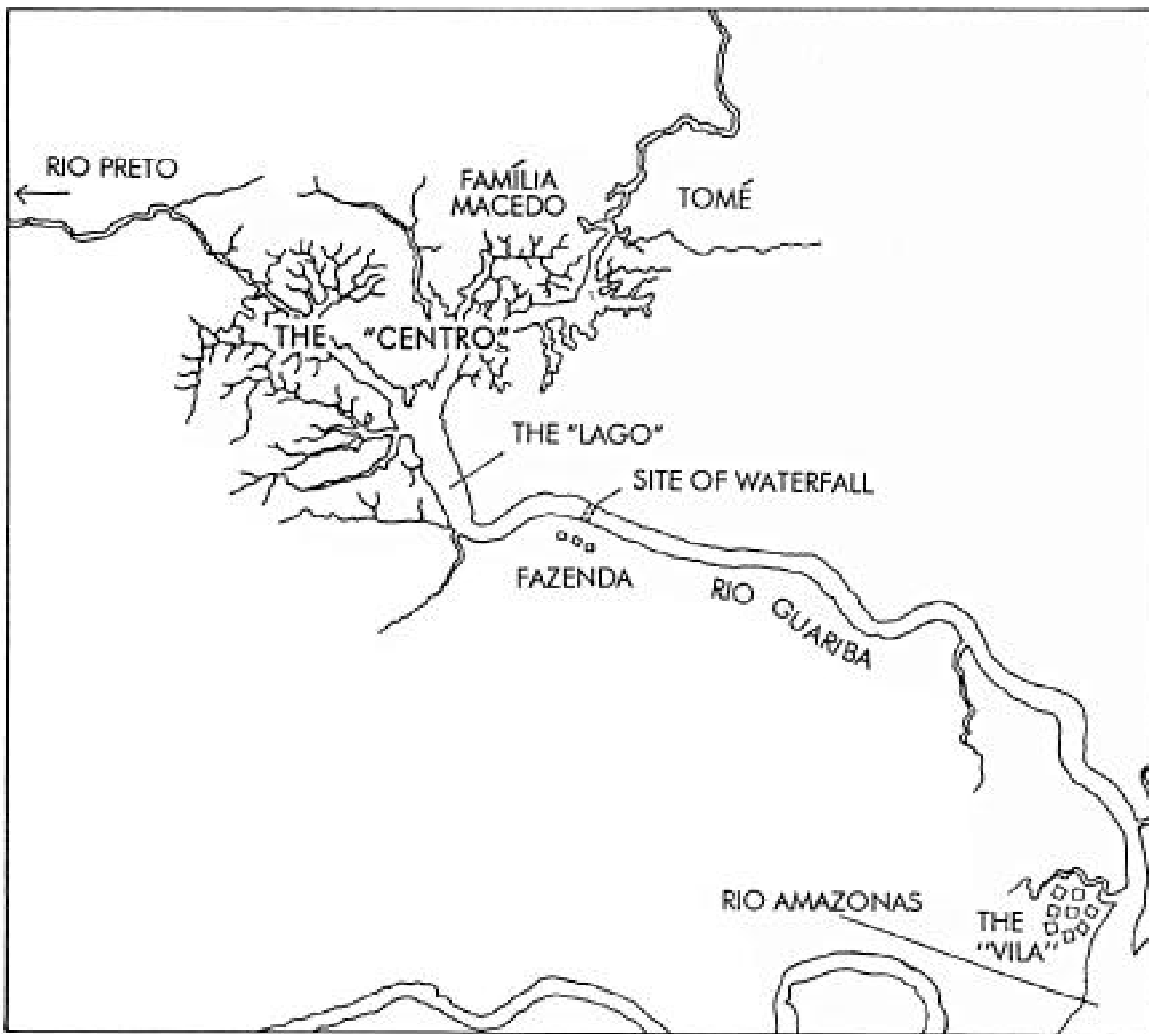 RIO PRETO
FAMÍLIA
MACEDO
TOMÉ
THE "CENTRO"
THE "LAGO"
SITE OF WATERFALL
FAZENDA
RIO GUARIBA
RIO AMAZONAS
THE
"VILA"